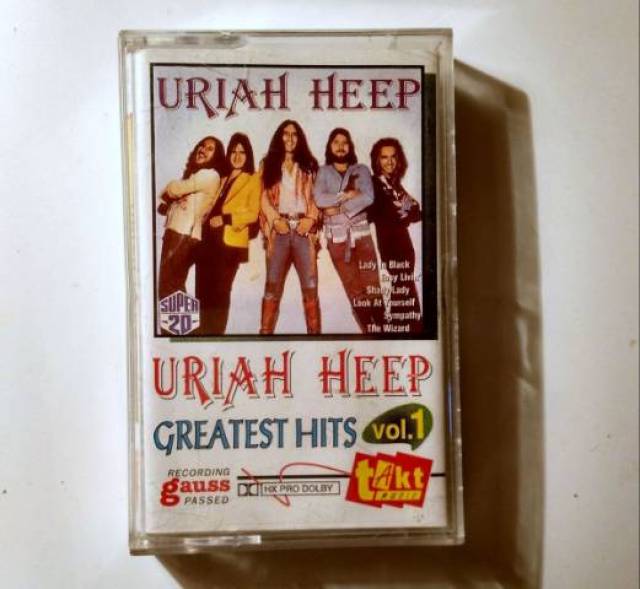 URIAH HEEP
Lady In Black
Easy Livin'
Shady Lady
Look At Yourself
Sympathy
The Wizard
SUPER
-20-
URIAH HEEP
GREATEST HITS vol.1
RECORDING
gauss
PASSED
HX PRO DOLBY
takt
MUSIC